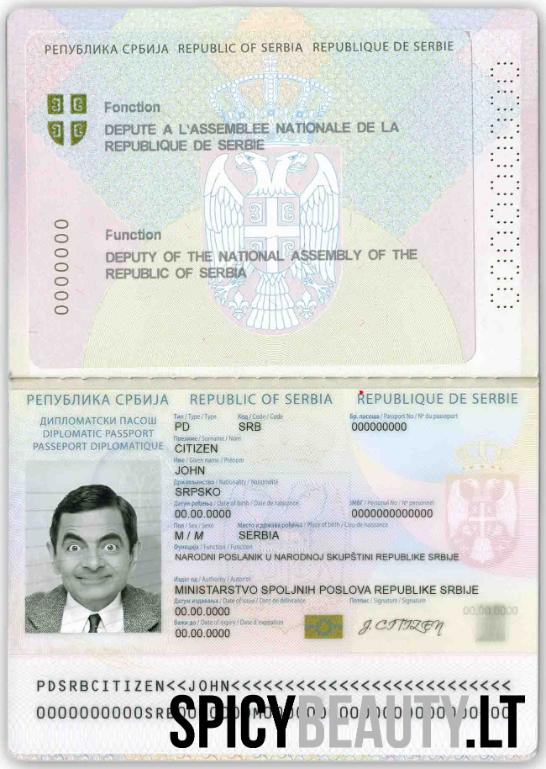 РЕПУБЛИКА СРБИЈА REPUBLIC OF SERBIA REPUBLIQUE DE SERBIE
Fonction
DEPUTE A L'ASSEMBLEE NATIONALE DE LA
REPUBLIQUE DE SERBIE
0000000
Function
DEPUTY OF THE NATIONAL ASSEMBLY OF THE
REPUBLIC OF SERBIA
РЕПУБЛИКА СРБИЈА REPUBLIC OF SERBIA REPUBLIQUE DE SERBIE
ДИПЛОМАТСКИ ПАСОШ
DIPLOMATIC PASSPORT
PASSEPORT DIPLOMATIQUE
Тип / Type / Type Код / Code / Code Бр. пасоша / Passport No / Nº du passeport
PD SRB 000000000
Презиме / Surname / Nom
CITIZEN
Име / Given name / Prénom
JOHN
Држављанство / Nationality / Nationalité
SRPSKO
Датум рођења / Date of birth / Date de naissance ЈМБГ / Personal No / Nº personnel
00.00.0000 0000000000000
Пол / Sex / Sexe Место и држава рођења / Place of birth / Lieu de naissance
M / M SERBIA
Функција / Function / Fonction
NARODNI POSLANIK U NARODNOJ SKUPŠTINI REPUBLIKE SRBIJE
Издат од / Authority / Autorité
MINISTARSTVO SPOLJNIH POSLOVA REPUBLIKE SRBIJE
Датум издавања / Date of issue / Date de délivrance Потпис / Signature / Signature
00.00.0000 00.00.0000
Важи до / Date of expiry / Date d'expiration
00.00.0000 J.CITIZEN
PDSRBCITIZEN<<JOHN<<<<<<<<<<<<<<<<<<<<<<<<<<
SPICYBEAUTY.LT